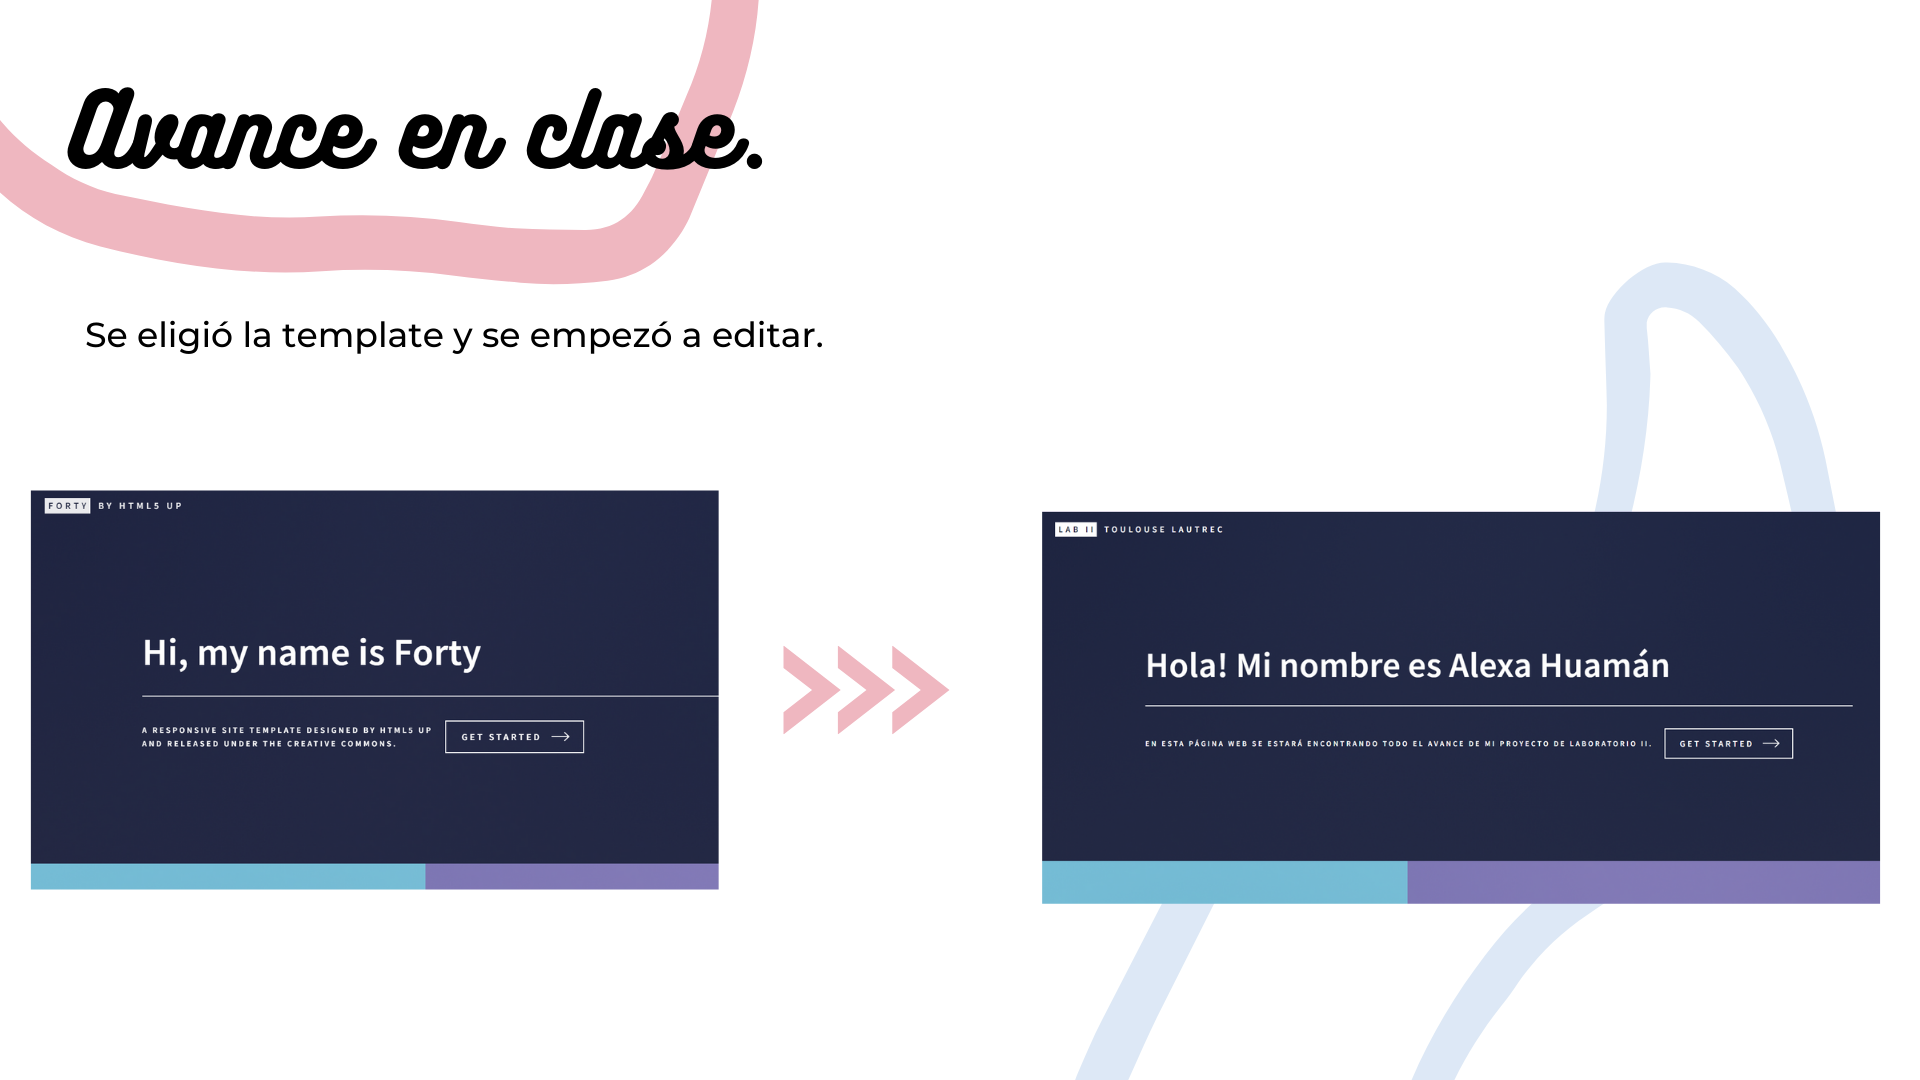 Avance en clase.
Se eligió la template y se empezó a editar.
FORTY BY HTML5 UP
Hi, my name is Forty
A RESPONSIVE SITE TEMPLATE DESIGNED BY HTML5 UP
AND RELEASED UNDER THE CREATIVE COMMONS.
GET STARTED
LAB II TOULOUSE LAUTREC
Hola! Mi nombre es Alexa Huamán
EN ESTA PÁGINA WEB SE ESTARÁ ENCONTRANDO TODO EL AVANCE DE MI PROYECTO DE LABORATORIO II.
GET STARTED